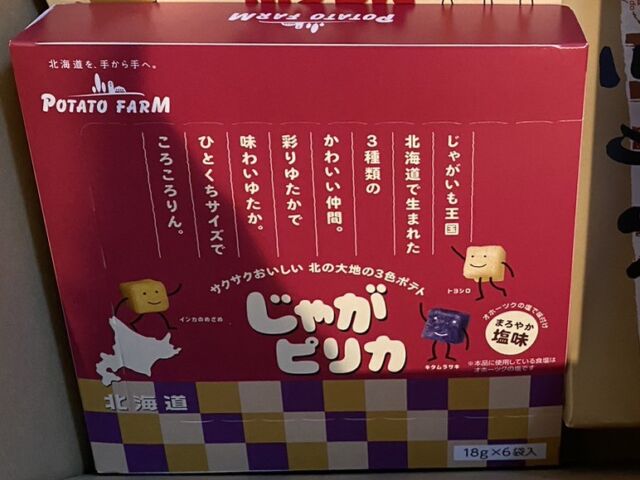 POTATO FARM
北海道を、手から手へ。
POTATO FARM
じゃがいも王国
北海道で生まれた
3種類の
かわいい仲間。
彩りゆたかで
味わいゆたか。
ひとくちサイズで
ころころりん。
サクサクおいしい 北の大地の3色ポテト
じゃが
ピリカ
トヨシロ
インカのめざめ
キタムラサキ
オホーツクの塩で味付け
まろやか
塩味
※本品に使用している食塩は
オホーツクの塩です
北海道
18g×6袋入